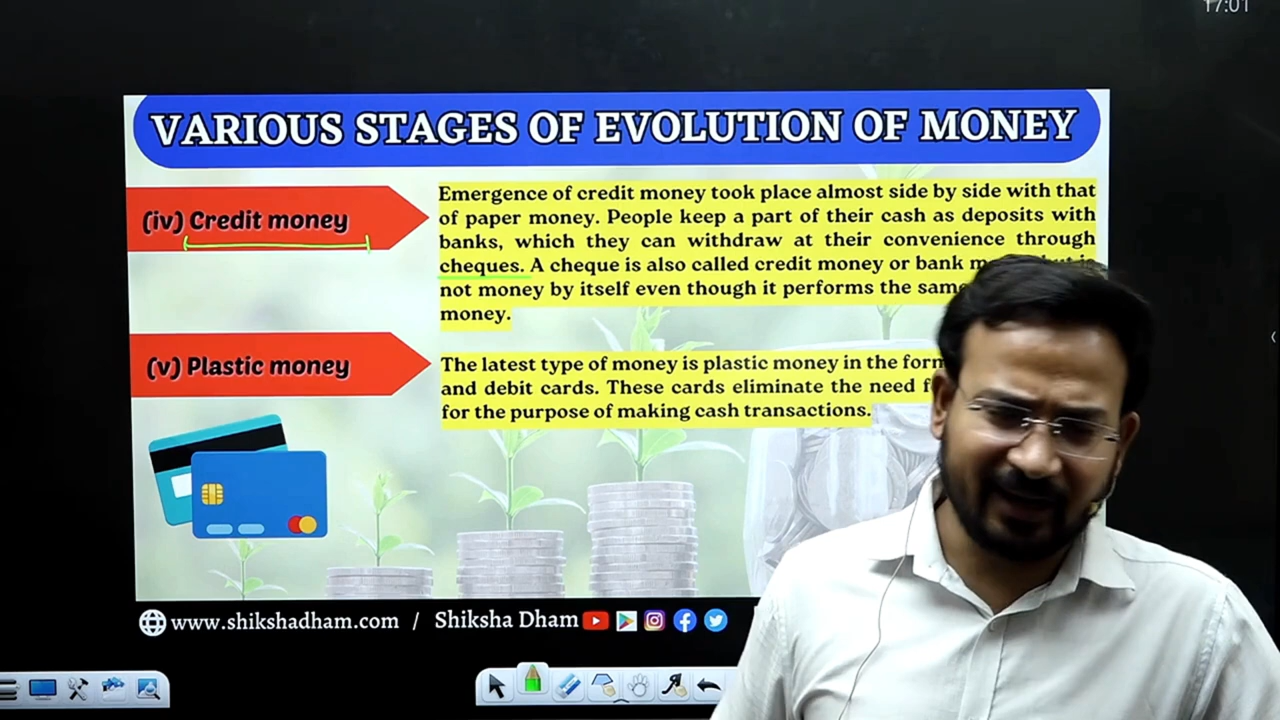 17:01
VARIOUS STAGES OF EVOLUTION OF MONEY
(iv) Credit money
Emergence of credit money took place almost side by side with that
of paper money. People keep a part of their cash as deposits with
banks, which they can withdraw at their convenience through
cheques. A cheque is also called credit money or bank
not money by itself even though it performs the same
money.
(v) Plastic money
The latest type of money is plastic money in the form
and debit cards. These cards eliminate the need
for the purpose of making cash transactions.
www.shikshadham.com / Shiksha Dham